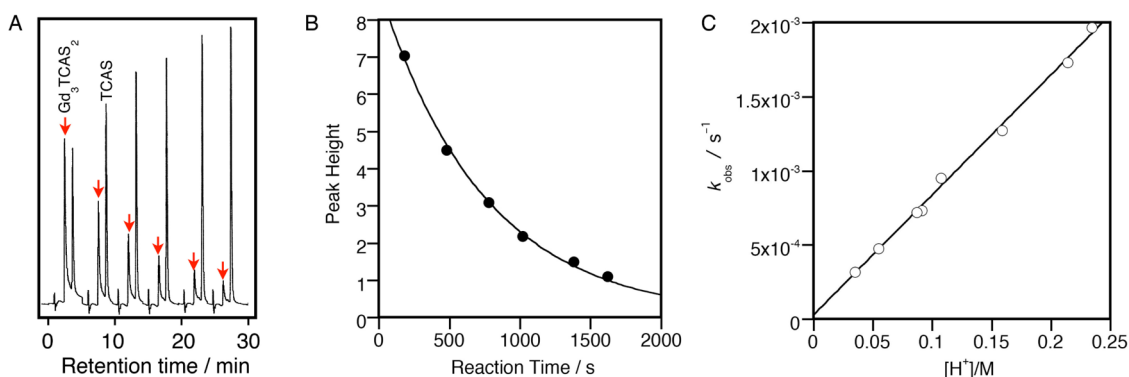 A
Gd₃TCAS₂
TCAS
0 10 20 30
Retention time / min
B
8
7
6
5
4
3
2
1
0
Peak Height
0 500 1000 1500 2000
Reaction Time / s
C
2x10⁻³
1.5x10⁻³
1x10⁻³
5x10⁻⁴
0
k_obs / s⁻¹
0 0.05 0.1 0.15 0.2 0.25
[H⁺]/M